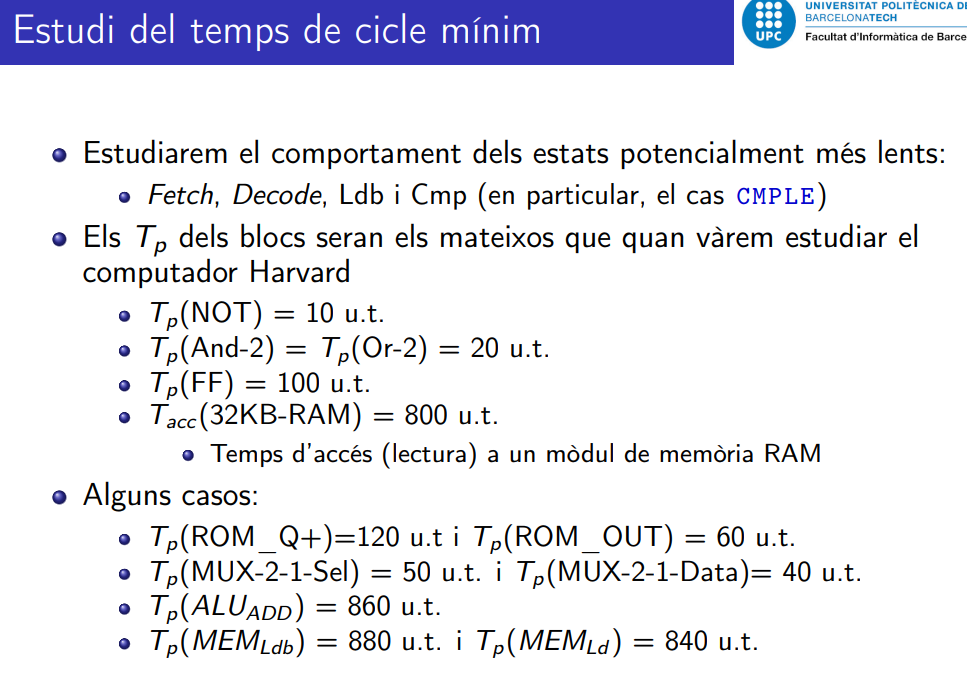 Estudi del temps de cicle mínim
UNIVERSITAT POLITÈCNICA DE
BARCELONATECH
Facultat d'Informàtica de Barce
UPC
Estudiarem el comportament dels estats potencialment més lents:
Fetch, Decode, Ldb i Cmp (en particular, el cas CMPLE)
Els Tp dels blocs seran els mateixos que quan vàrem estudiar el
computador Harvard
Tp(NOT) = 10 u.t.
Tp(And-2) = Tp(Or-2) = 20 u.t.
Tp(FF) = 100 u.t.
Tacc(32KB-RAM) = 800 u.t.
Temps d'accés (lectura) a un mòdul de memòria RAM
Alguns casos:
Tp(ROM_Q+)=120 u.t i Tp(ROM_OUT) = 60 u.t.
Tp(MUX-2-1-Sel) = 50 u.t. i Tp(MUX-2-1-Data)= 40 u.t.
Tp(ALUADD) = 860 u.t.
Tp(MEMLdb) = 880 u.t. i Tp(MEMLd) = 840 u.t.